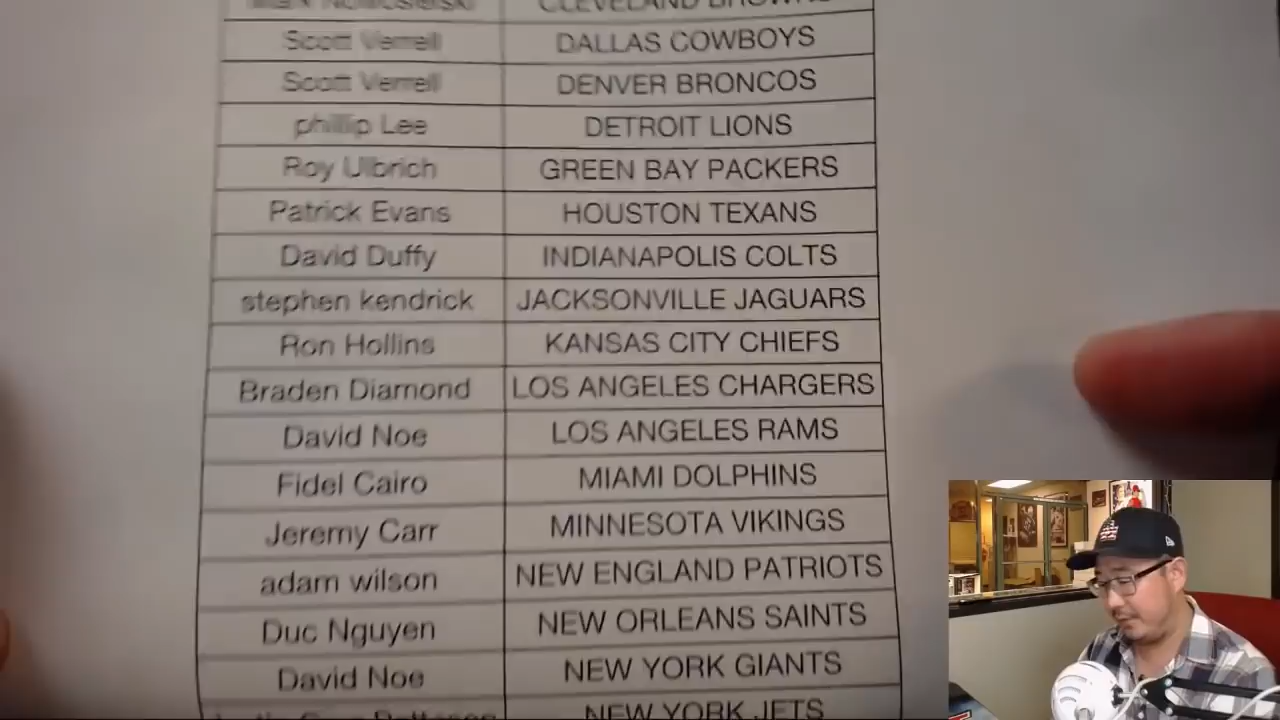 CLEVELAND BROWNS
Scott Verrell DALLAS COWBOYS
Scott Verrell DENVER BRONCOS
phillip Lee DETROIT LIONS
Roy Ulbrich GREEN BAY PACKERS
Patrick Evans HOUSTON TEXANS
David Duffy INDIANAPOLIS COLTS
stephen kendrick JACKSONVILLE JAGUARS
Ron Hollins KANSAS CITY CHIEFS
Braden Diamond LOS ANGELES CHARGERS
David Noe LOS ANGELES RAMS
Fidel Cairo MIAMI DOLPHINS
Jeremy Carr MINNESOTA VIKINGS
adam wilson NEW ENGLAND PATRIOTS
Duc Nguyen NEW ORLEANS SAINTS
David Noe NEW YORK GIANTS
NEW YORK JETS